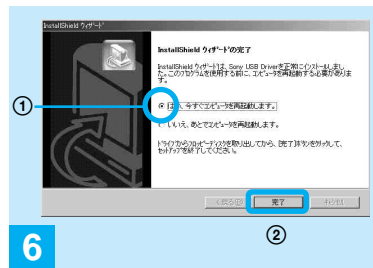 InstallShield ウィザード
InstallShield ウィザードの完了
InstallShield ウィザードは、Sony USB Driverを正常にインストールしまし
た。このプログラムを使用する前に、コンピュータを再起動する必要がありま
す。
①
はい、今すぐコンピュータを再起動します。
いいえ、あとでコンピュータを再起動します。
ドライブからフロッピーディスクを取り出してから、[完了]ボタンをクリックして、
セットアップを終了してください。
< 戻る(B)
完了
キャンセル
②
6